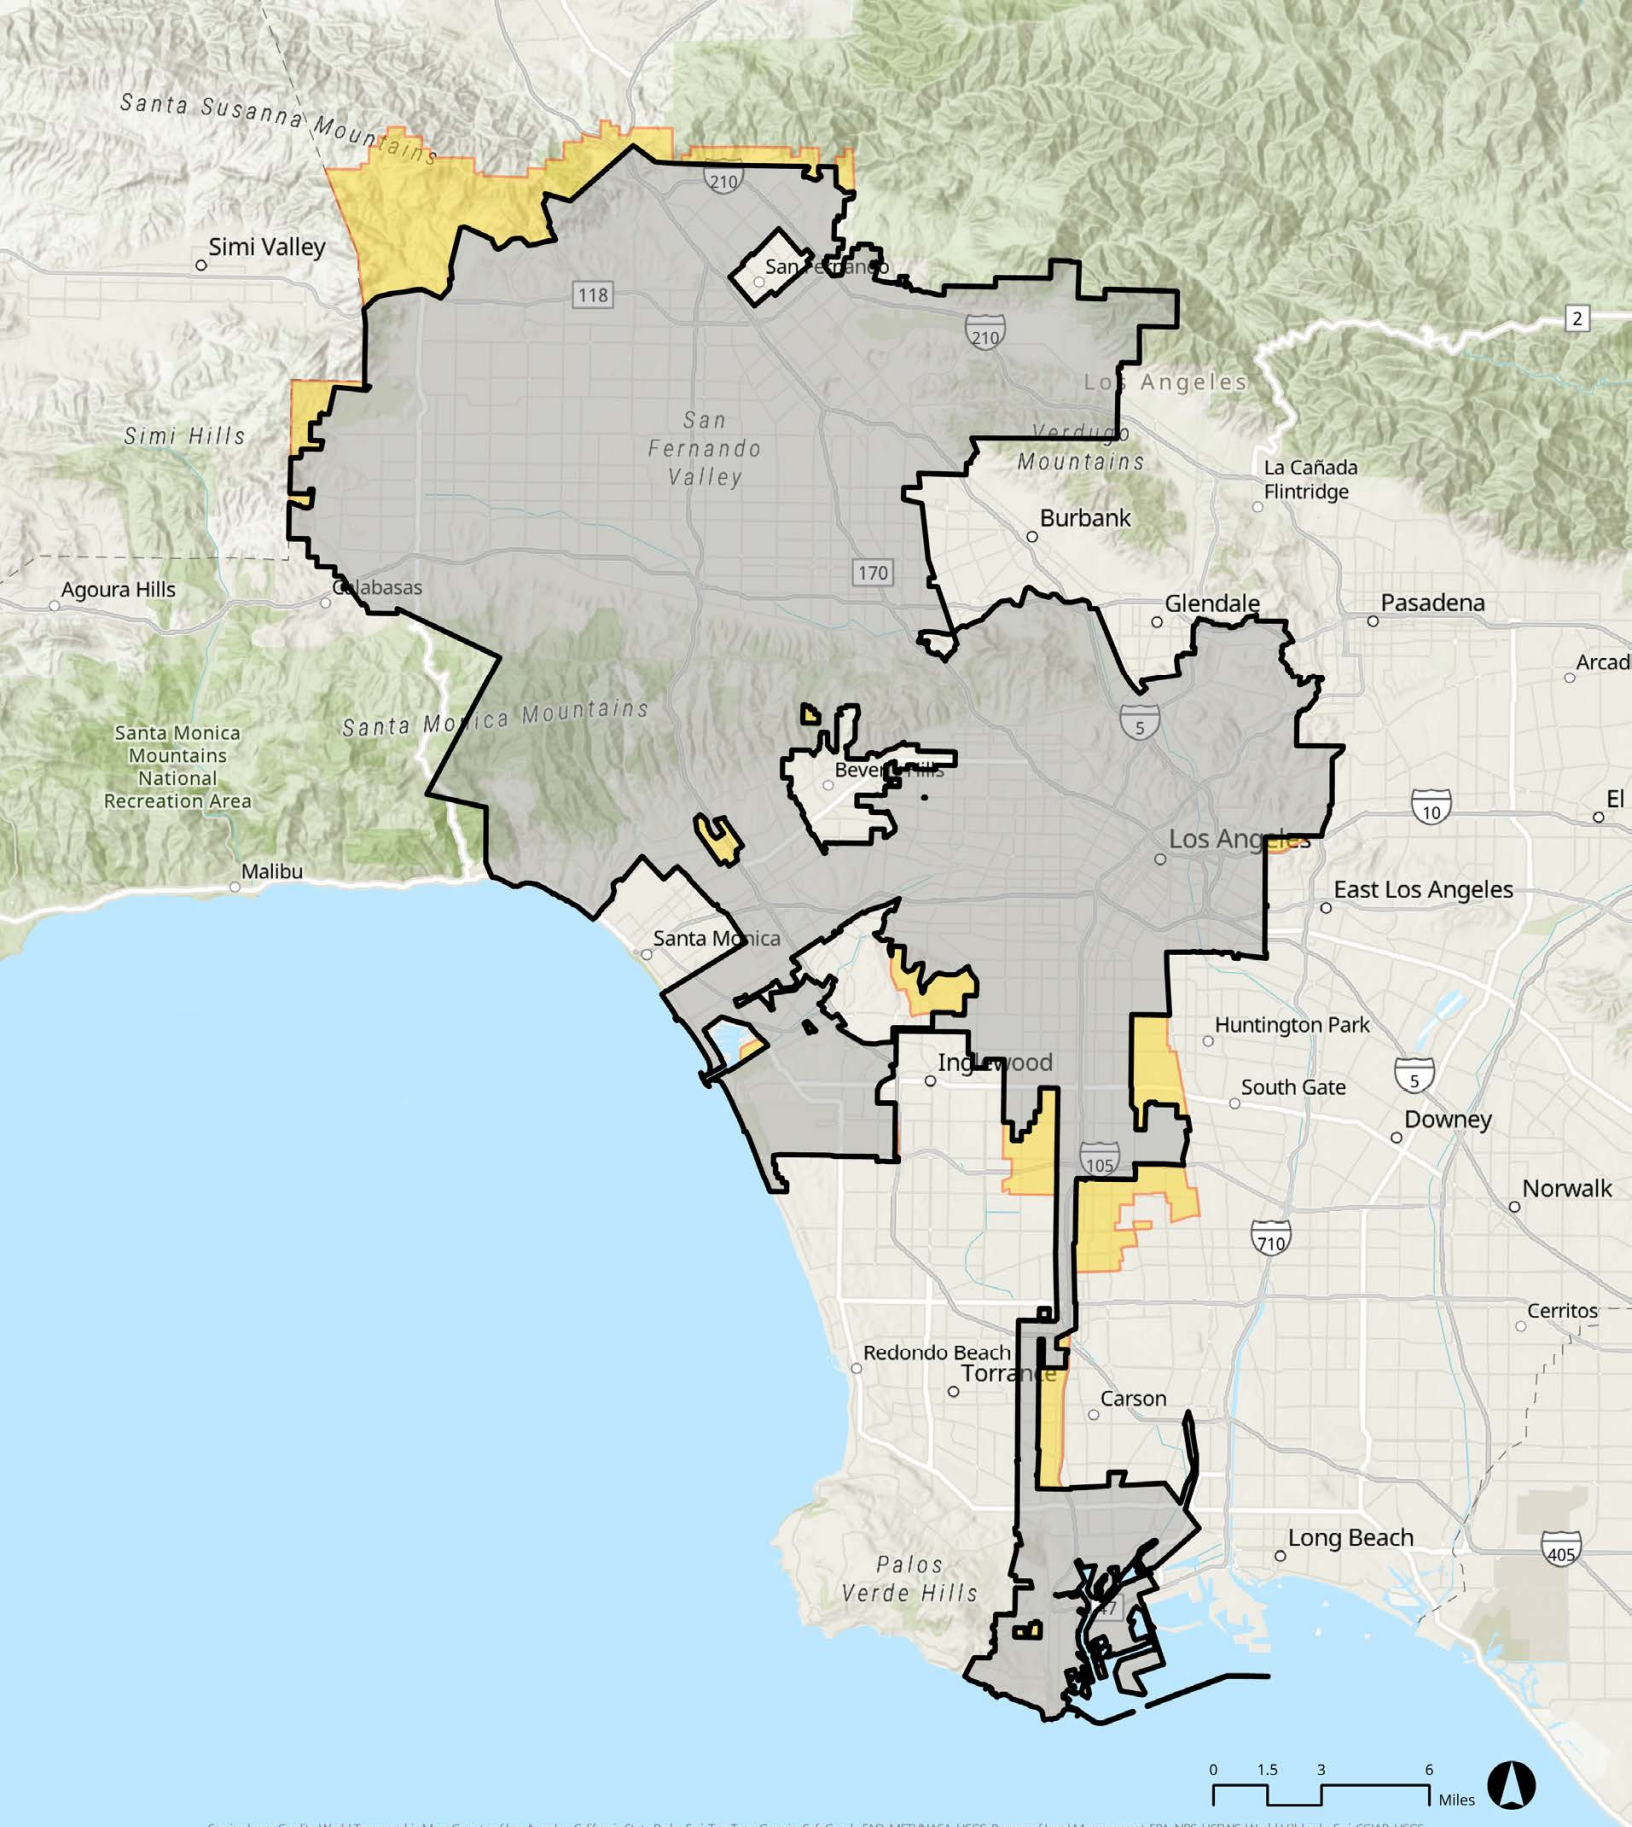 Santa Susanna Mountains
210
Simi Valley
San Fernando
118
2
210
Los Angeles
Simi Hills
San
Fernando
Valley
Verdugo
Mountains
La Cañada
Flintridge
Burbank
170
Agoura Hills
Calabasas
Glendale
Pasadena
Arcad
Santa Monica Mountains
5
Santa Monica
Mountains
National
Recreation Area
Beverly Hills
10
El
Los Angeles
Malibu
East Los Angeles
Santa Monica
Huntington Park
Inglewood
5
South Gate
Downey
105
Norwalk
710
Cerritos
Redondo Beach
Torrance
Carson
Long Beach
405
Palos
Verde Hills
47
0 1.5 3 6
Miles